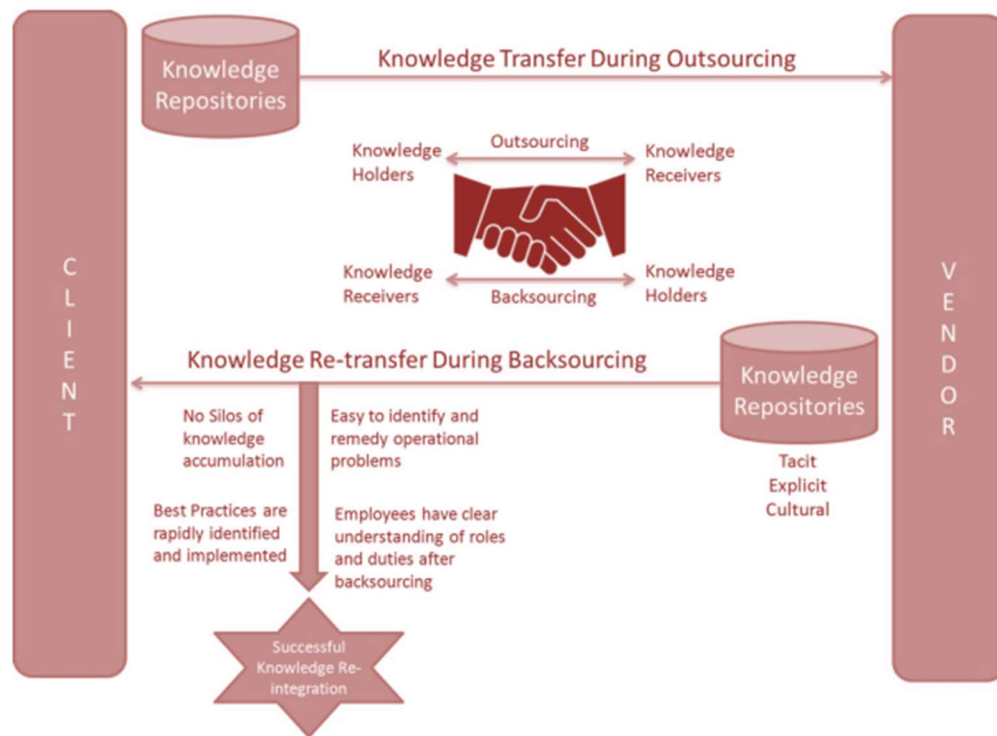 Knowledge
Repositories
Knowledge Transfer During Outsourcing
Outsourcing
Knowledge
Holders
Knowledge
Receivers
Knowledge
Receivers
Backsourcing
Knowledge
Holders
CLIENT
VENDOR
Knowledge Re-transfer During Backsourcing
Knowledge
Repositories
Tacit
Explicit
Cultural
No Silos of
knowledge
accumulation
Easy to identify and
remedy operational
problems
Best Practices are
rapidly identified
and implemented
Employees have clear
understanding of roles
and duties after
backsourcing
Successful
Knowledge Re-
integration